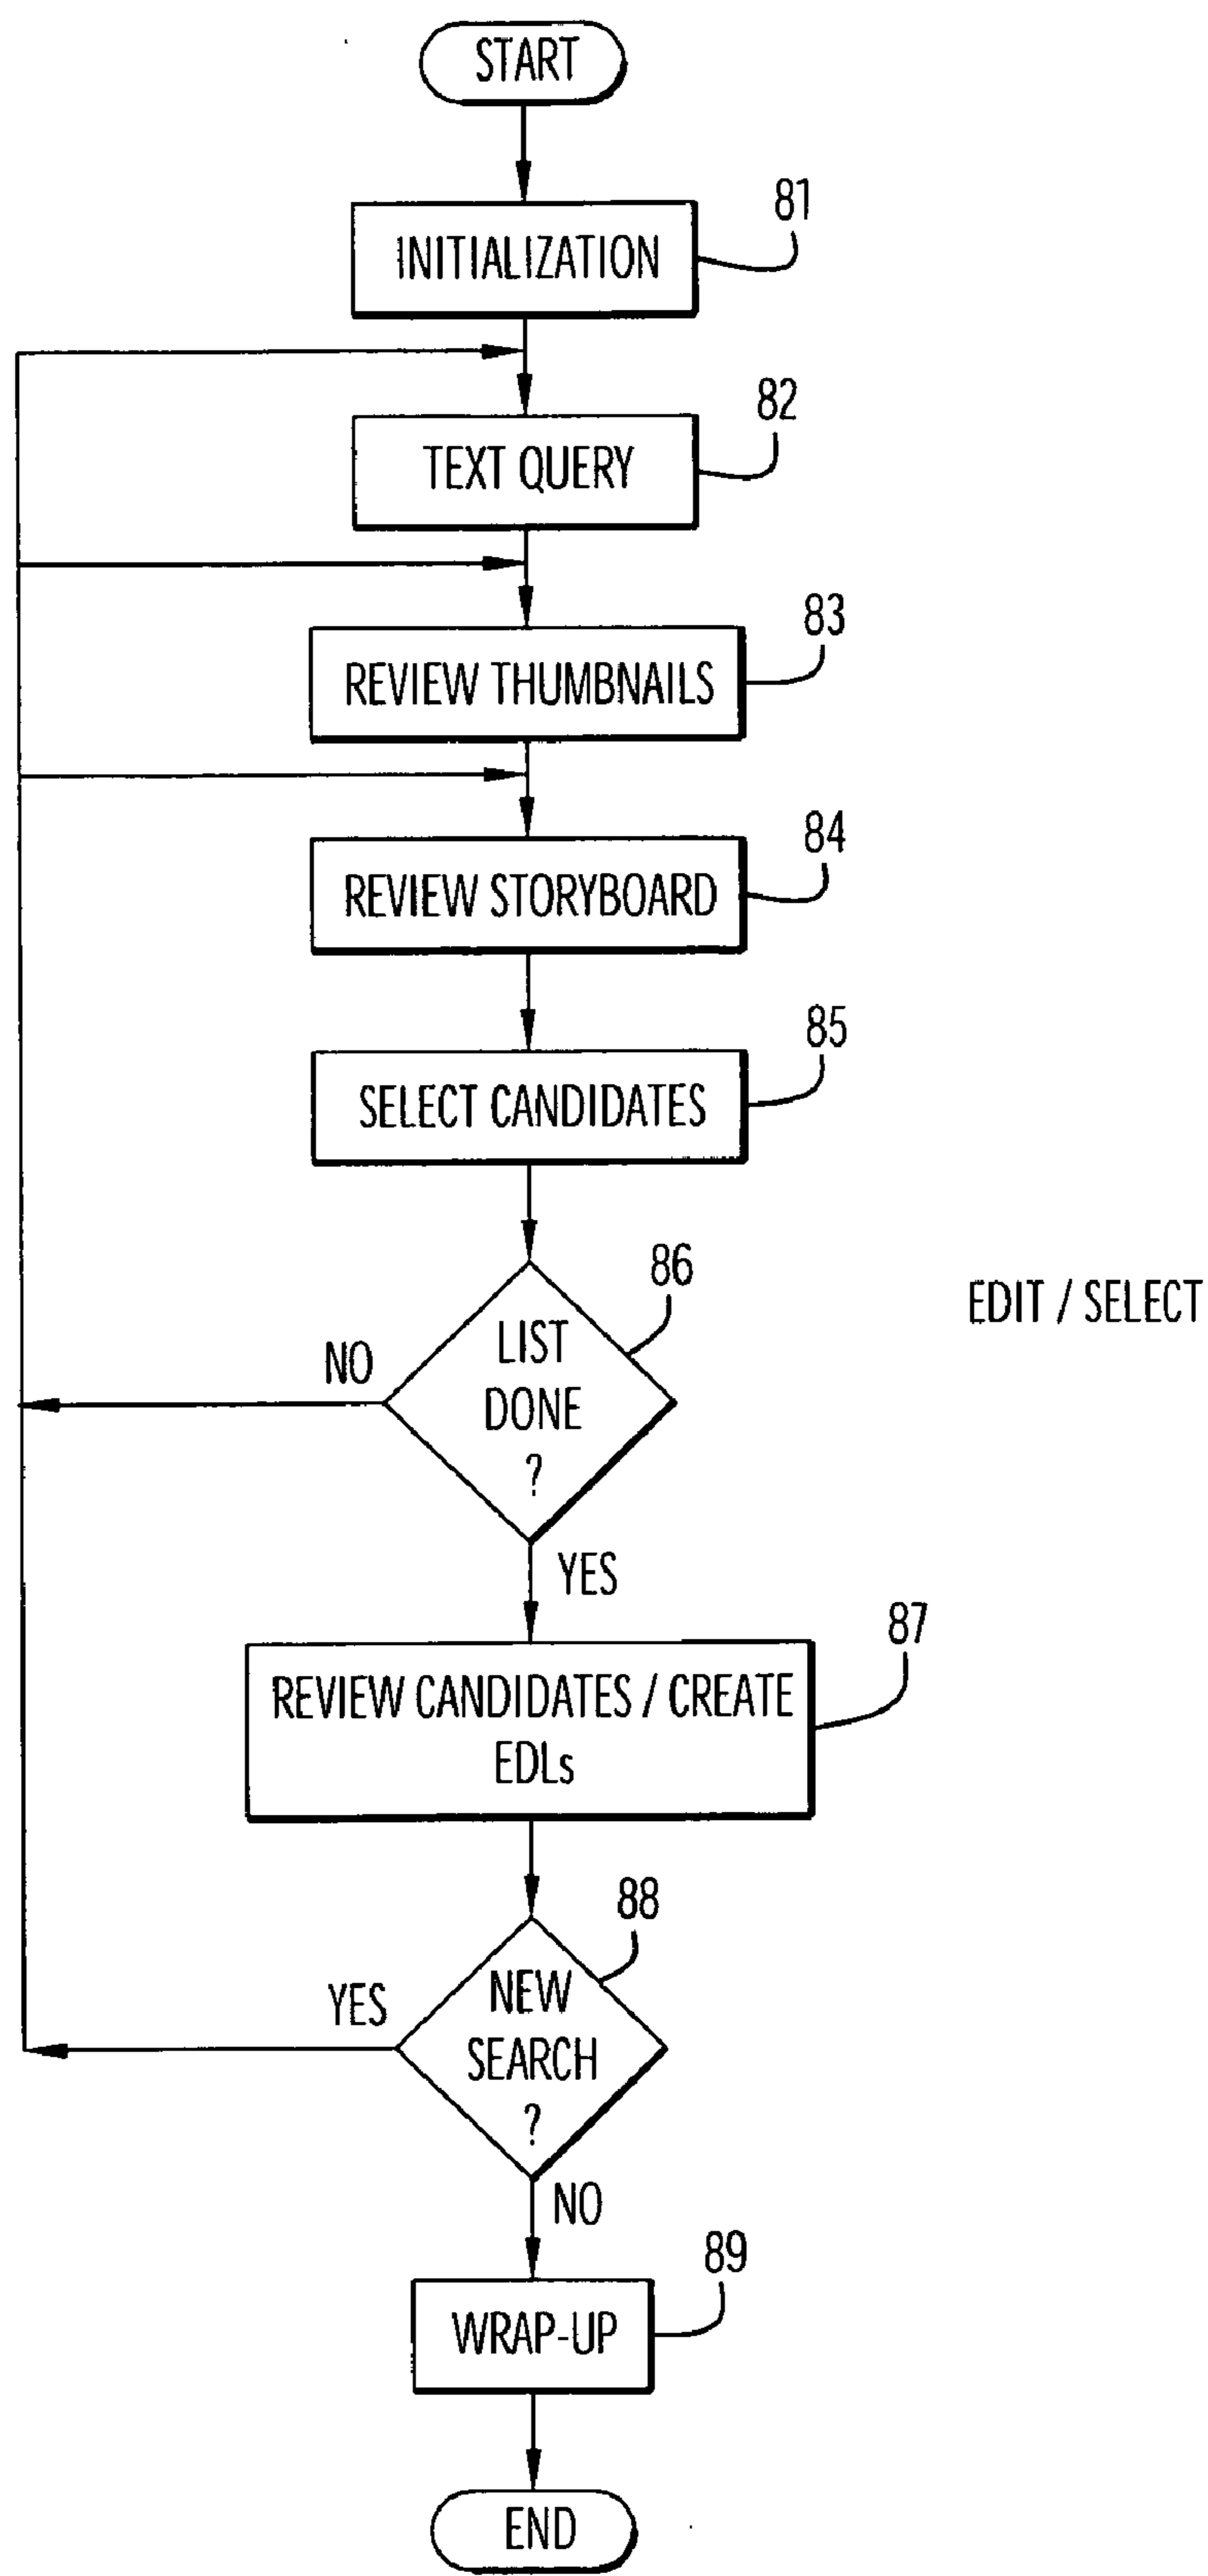 START
81
INITIALIZATION
82
TEXT QUERY
83
REVIEW THUMBNAILS
84
REVIEW STORYBOARD
85
SELECT CANDIDATES
86
LIST
DONE
?
NO
EDIT / SELECT
YES
87
REVIEW CANDIDATES / CREATE
EDLs
88
NEW
SEARCH
?
YES
NO
89
WRAP-UP
END